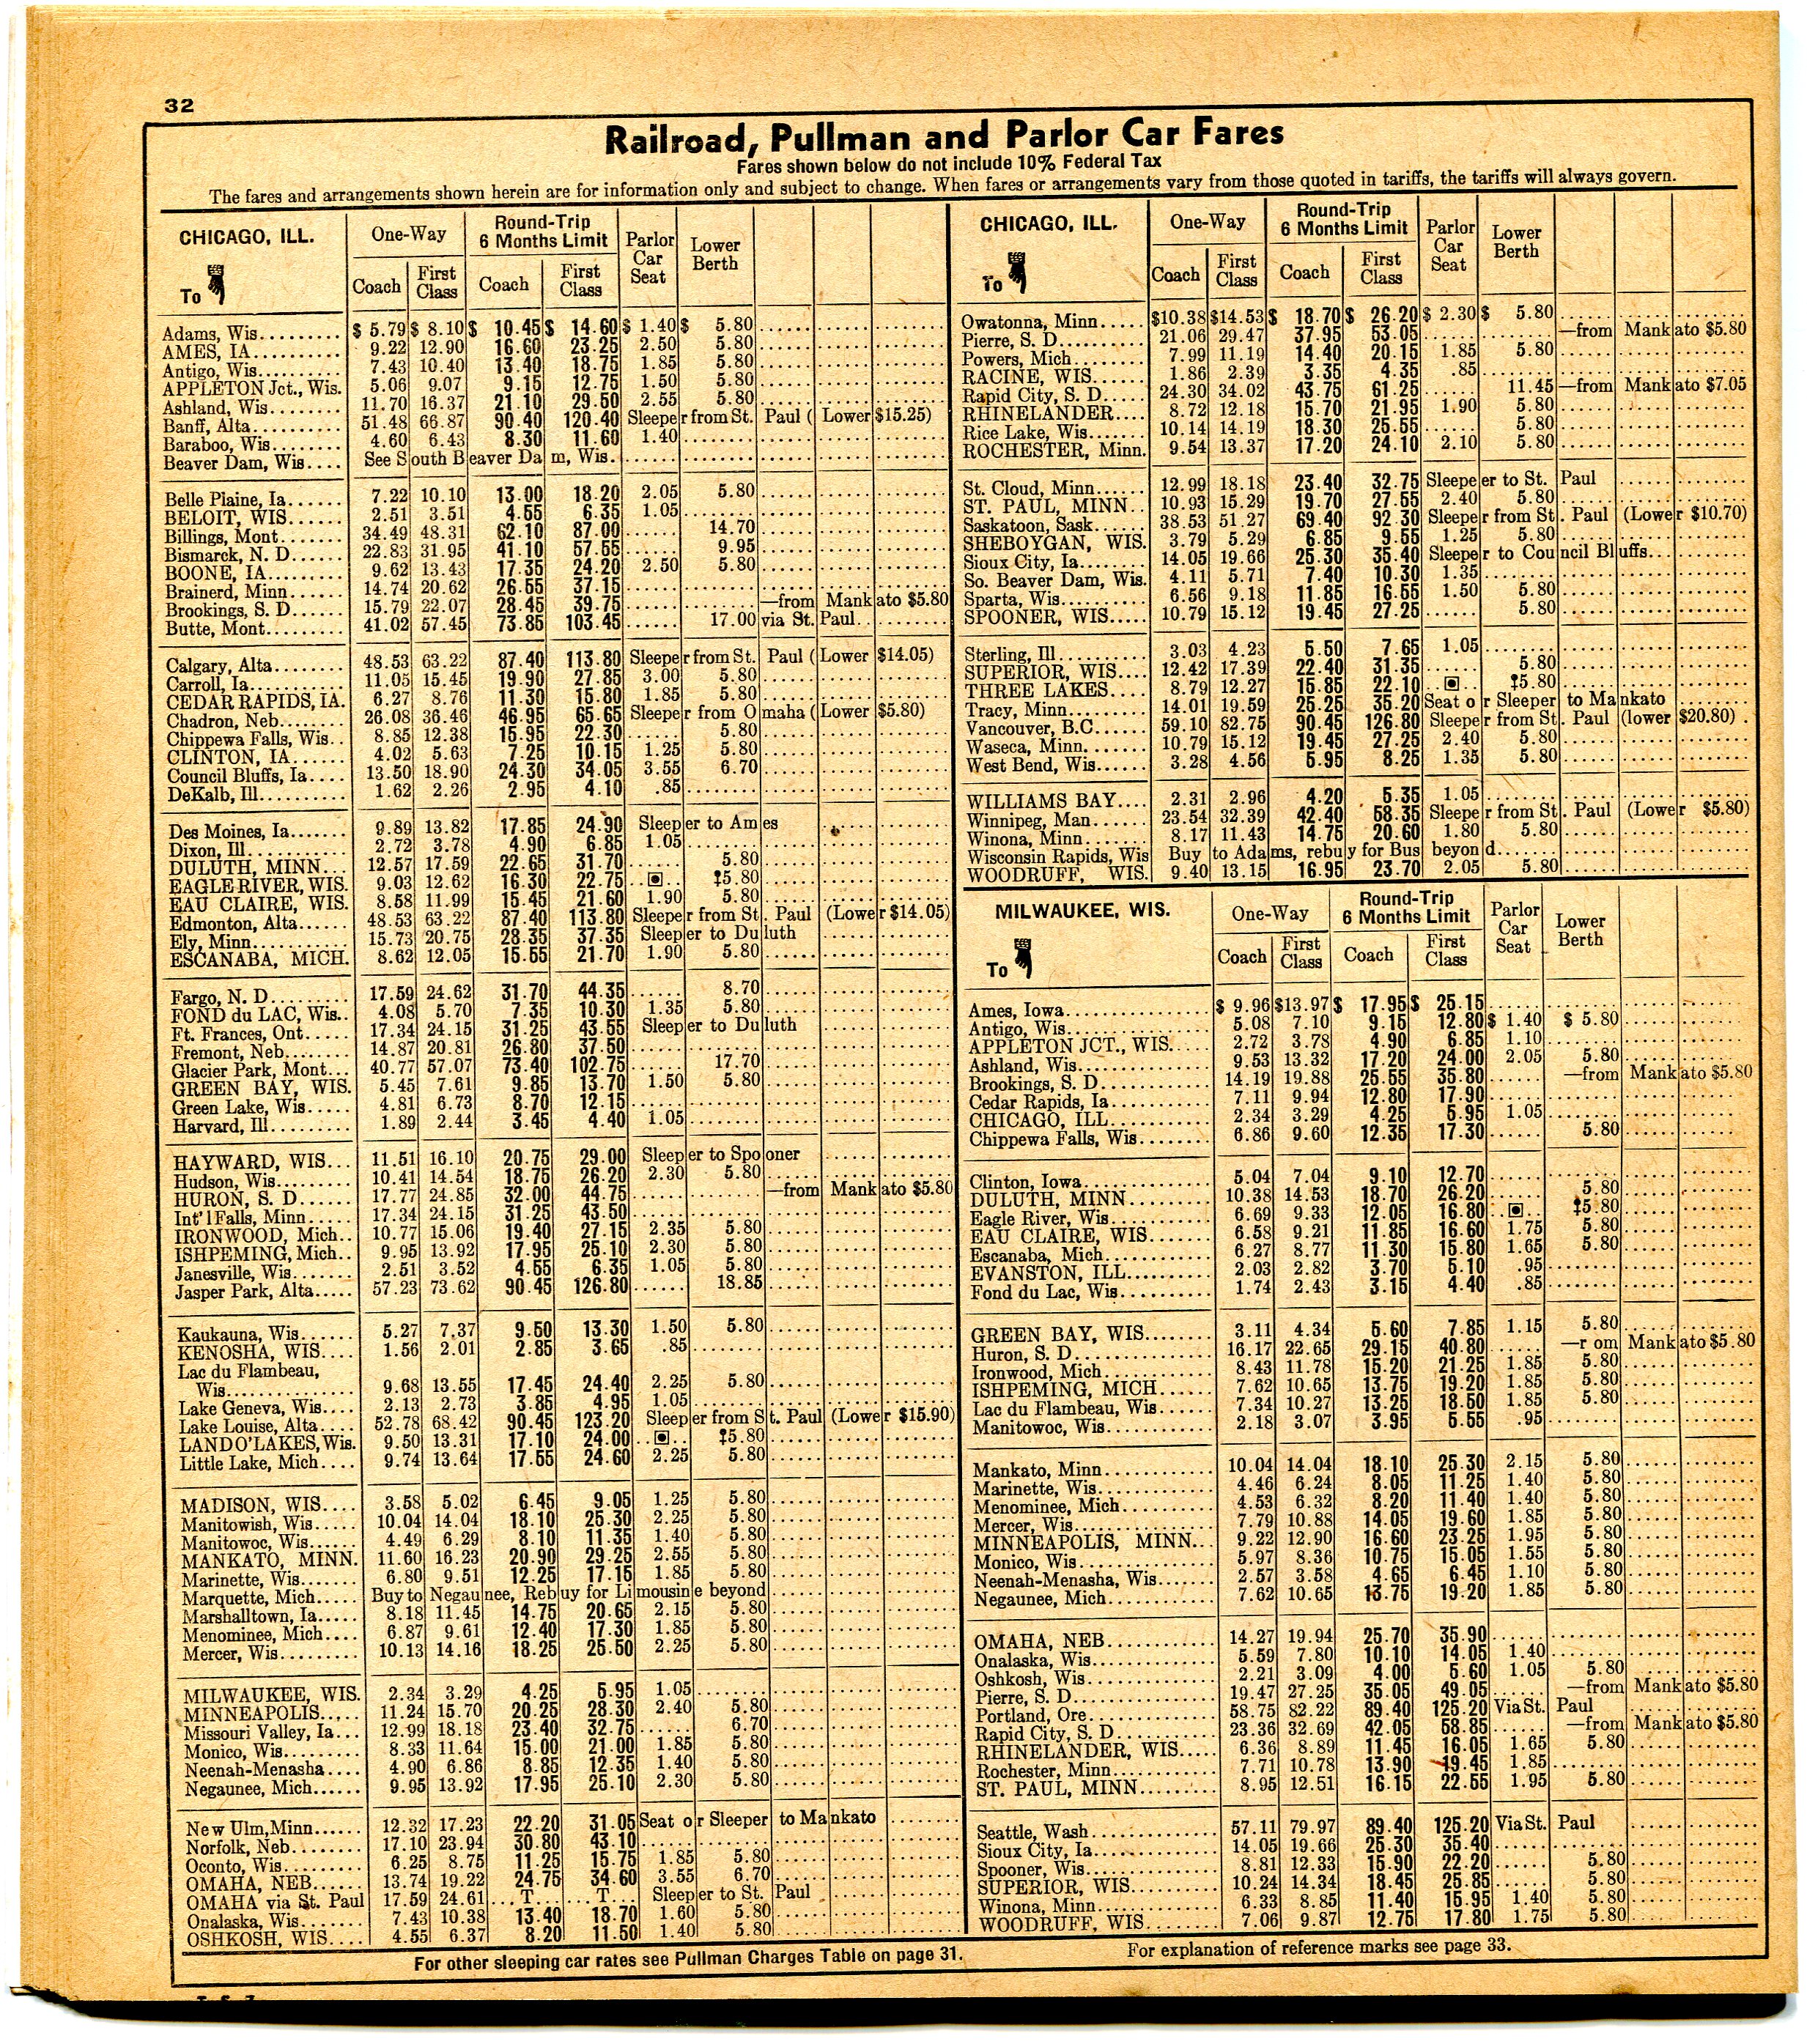 32
Railroad, Pullman and Parlor Car Fares
Fares shown below do not include 10% Federal Tax
The fares and arrangements shown herein are for information only and subject to change. When fares or arrangements vary from those quoted in tariffs, the tariffs will always govern.
CHICAGO, ILL. To One-Way Round-Trip 6 Months Limit Parlor Car Seat Lower Berth
Coach First Class Coach First Class
Adams, Wis......... $ 5.79 $ 8.10 $ 10.45 $ 14.60 $ 1.40 $ 5.80
AMES, IA.......... 9.22 12.90 16.60 23.25 2.50 5.80
Antigo, Wis......... 7.43 10.40 13.40 18.75 1.85 5.80
APPLETON Jct., Wis. 5.06 9.07 9.15 12.75 1.50 5.80
Ashland, Wis........ 11.70 16.37 21.10 29.50 2.55 5.80
Banff, Alta.......... 51.48 66.87 90.40 120.40 Sleeper from St. Paul (Lower $15.25)
Baraboo, Wis........ 4.60 6.43 8.30 11.60 1.40
Beaver Dam, Wis.... See South Beaver Dam, Wis.
Belle Plaine, Ia...... 7.22 10.10 13.00 18.20 2.05 5.80
BELOIT, WIS...... 2.51 3.51 4.55 6.35 1.05
Billings, Mont....... 34.49 48.31 62.10 87.00 ...... 14.70
Bismarck, N. D...... 22.83 31.95 41.10 57.55 ...... 9.95
BOONE, IA......... 9.62 13.43 17.35 24.20 2.50 5.80
Brainerd, Minn...... 14.74 20.62 26.55 37.15
Brookings, S. D...... 15.79 22.07 28.45 39.75 ...... —from Mankato $5.80
Butte, Mont......... 41.02 57.45 73.85 103.45 ...... 17.00 via St. Paul
Calgary, Alta........ 48.53 63.22 87.40 113.80 Sleeper from St. Paul (Lower $14.05)
Carroll, Ia.......... 11.05 15.45 19.90 27.85 3.00 5.80
CEDAR RAPIDS, IA. 6.27 8.76 11.30 15.80 1.85 5.80
Chadron, Neb........ 26.08 36.46 46.95 65.65 Sleeper from Omaha (Lower $5.80)
Chippewa Falls, Wis.. 8.85 12.38 15.95 22.30 ...... 5.80
CLINTON, IA...... 4.02 5.63 7.25 10.15 1.25 5.80
Council Bluffs, Ia.... 13.50 18.90 24.30 34.05 3.55 6.70
DeKalb, Ill.......... 1.62 2.26 2.95 4.10 .85
Des Moines, Ia....... 9.89 13.82 17.85 24.90 Sleeper to Ames
Dixon, Ill........... 2.72 3.78 4.90 6.85 1.05
DULUTH, MINN... 12.57 17.59 22.65 31.70 ...... 5.80
EAGLE RIVER, WIS. 9.03 12.62 16.30 22.75 ..▣.. ‡5.80
EAU CLAIRE, WIS. 8.58 11.99 15.45 21.60 1.90 5.80
Edmonton, Alta...... 48.53 63.22 87.40 113.80 Sleeper from St. Paul (Lower $14.05)
Ely, Minn........... 15.73 20.75 28.35 37.35 Sleeper to Duluth
ESCANABA, MICH. 8.62 12.05 15.55 21.70 1.90 5.80
Fargo, N. D......... 17.59 24.62 31.70 44.35 ...... 8.70
FOND du LAC, Wis.. 4.08 5.70 7.35 10.30 1.35 5.80
Ft. Frances, Ont..... 17.34 24.15 31.25 43.55 Sleeper to Duluth
Fremont, Neb........ 14.87 20.81 26.80 37.50
Glacier Park, Mont... 40.77 57.07 73.40 102.75 ...... 17.70
GREEN BAY, WIS. 5.45 7.61 9.85 13.70 1.50 5.80
Green Lake, Wis..... 4.81 6.73 8.70 12.15
Harvard, Ill......... 1.89 2.44 3.45 4.40 1.05
HAYWARD, WIS... 11.51 16.10 20.75 29.00 Sleeper to Spooner
Hudson, Wis......... 10.41 14.54 18.75 26.20 2.30 5.80
HURON, S. D...... 17.77 24.85 32.00 44.75 ...... —from Mankato $5.80
Int'l Falls, Minn..... 17.34 24.15 31.25 43.50
IRONWOOD, Mich.. 10.77 15.06 19.40 27.15 2.35 5.80
ISHPEMING, Mich.. 9.95 13.92 17.95 25.10 2.30 5.80
Janesville, Wis....... 2.51 3.52 4.55 6.35 1.05 5.80
Jasper Park, Alta..... 57.23 73.62 90.45 126.80 ...... 18.85
Kaukauna, Wis...... 5.27 7.37 9.50 13.30 1.50 5.80
KENOSHA, WIS.... 1.56 2.01 2.85 3.65 .85
Lac du Flambeau,
Wis............... 9.68 13.55 17.45 24.40 2.25 5.80
Lake Geneva, Wis.... 2.13 2.73 3.85 4.95 1.05
Lake Louise, Alta.... 52.78 68.42 90.45 123.20 Sleeper from St. Paul (Lower $15.90)
LAND O'LAKES, Wis. 9.50 13.31 17.10 24.00 ..▣.. ‡5.80
Little Lake, Mich.... 9.74 13.64 17.55 24.60 2.25 5.80
MADISON, WIS.... 3.58 5.02 6.45 9.05 1.25 5.80
Manitowish, Wis..... 10.04 14.04 18.10 25.30 2.25 5.80
Manitowoc, Wis...... 4.49 6.29 8.10 11.35 1.40 5.80
MANKATO, MINN. 11.60 16.23 20.90 29.25 2.55 5.80
Marinette, Wis....... 6.80 9.51 12.25 17.15 1.85 5.80
Marquette, Mich..... Buy to Negaunee, Rebuy for Limousine beyond
Marshalltown, Ia..... 8.18 11.45 14.75 20.65 2.15 5.80
Menominee, Mich.... 6.87 9.61 12.40 17.30 1.85 5.80
Mercer, Wis......... 10.13 14.16 18.25 25.50 2.25 5.80
MILWAUKEE, WIS. 2.34 3.29 4.25 5.95 1.05
MINNEAPOLIS..... 11.24 15.70 20.25 28.30 2.40 5.80
Missouri Valley, Ia... 12.99 18.18 23.40 32.75 ...... 6.70
Monico, Wis......... 8.33 11.64 15.00 21.00 1.85 5.80
Neenah-Menasha.... 4.90 6.86 8.85 12.35 1.40 5.80
Negaunee, Mich..... 9.95 13.92 17.95 25.10 2.30 5.80
New Ulm, Minn...... 12.32 17.23 22.20 31.05 Seat or Sleeper to Mankato
Norfolk, Neb........ 17.10 23.94 30.80 43.10
Oconto, Wis......... 6.25 8.75 11.25 15.75 1.85 5.80
OMAHA, NEB...... 13.74 19.22 24.75 34.60 3.55 6.70
OMAHA via St. Paul 17.59 24.61 ...T... ...T... Sleeper to St. Paul
Onalaska, Wis....... 7.43 10.38 13.40 18.70 1.60 5.80
OSHKOSH, WIS.... 4.55 6.37 8.20 11.50 1.40 5.80
CHICAGO, ILL. To One-Way Round-Trip 6 Months Limit Parlor Car Seat Lower Berth
Coach First Class Coach First Class
Owatonna, Minn..... $10.38 $14.53 $ 18.70 $ 26.20 $ 2.30 $ 5.80
Pierre, S. D.......... 21.06 29.47 37.95 53.05 ...... —from Mankato $5.80
Powers, Mich........ 7.99 11.19 14.40 20.15 1.85 5.80
RACINE, WIS...... 1.86 2.39 3.35 4.35 .85
Rapid City, S. D..... 24.30 34.02 43.75 61.25 ...... 11.45 —from Mankato $7.05
RHINELANDER.... 8.72 12.18 15.70 21.95 1.90 5.80
Rice Lake, Wis....... 10.14 14.19 18.30 25.55 ...... 5.80
ROCHESTER, Minn. 9.54 13.37 17.20 24.10 2.10 5.80
St. Cloud, Minn...... 12.99 18.18 23.40 32.75 Sleeper to St. Paul
ST. PAUL, MINN.. 10.93 15.29 19.70 27.55 2.40 5.80
Saskatoon, Sask...... 38.53 51.27 69.40 92.30 Sleeper from St. Paul (Lower $10.70)
SHEBOYGAN, WIS. 3.79 5.29 6.85 9.55 1.25 5.80
Sioux City, Ia........ 14.05 19.66 25.30 35.40 Sleeper to Council Bluffs...
So. Beaver Dam, Wis. 4.11 5.71 7.40 10.30 1.35
Sparta, Wis.......... 6.56 9.18 11.85 16.55 1.50 5.80
SPOONER, WIS..... 10.79 15.12 19.45 27.25 ...... 5.80
Sterling, Ill.......... 3.03 4.23 5.50 7.65 1.05
SUPERIOR, WIS.... 12.42 17.39 22.40 31.35 ...... 5.80
THREE LAKES.... 8.79 12.27 15.85 22.10 ..▣.. ‡5.80
Tracy, Minn......... 14.01 19.59 25.25 35.20 Seat or Sleeper to Mankato
Vancouver, B.C...... 59.10 82.75 90.45 126.80 Sleeper from St. Paul (lower $20.80) .
Waseca, Minn....... 10.79 15.12 19.45 27.25 2.40 5.80
West Bend, Wis...... 3.28 4.56 5.95 8.25 1.35 5.80
WILLIAMS BAY.... 2.31 2.96 4.20 5.35 1.05
Winnipeg, Man...... 23.54 32.39 42.40 58.35 Sleeper from St. Paul (Lower $5.80)
Winona, Minn....... 8.17 11.43 14.75 20.60 1.80 5.80
Wisconsin Rapids, Wis Buy to Adams, rebuy for Bus beyond
WOODRUFF, WIS. 9.40 13.15 16.95 23.70 2.05 5.80
MILWAUKEE, WIS. To One-Way Round-Trip 6 Months Limit Parlor Car Seat Lower Berth
Coach First Class Coach First Class
Ames, Iowa............. $ 9.96 $13.97 $ 17.95 $ 25.15
Antigo, Wis............. 5.08 7.10 9.15 12.80 $ 1.40 $ 5.80
APPLETON JCT., WIS.... 2.72 3.78 4.90 6.85 1.10
Ashland, Wis............ 9.53 13.32 17.20 24.00 2.05 5.80
Brookings, S. D.......... 14.19 19.88 25.55 35.80 ...... —from Mankato $5.80
Cedar Rapids, Ia......... 7.11 9.94 12.80 17.90
CHICAGO, ILL.......... 2.34 3.29 4.25 5.95 1.05
Chippewa Falls, Wis....... 6.86 9.60 12.35 17.30 ...... 5.80
Clinton, Iowa............ 5.04 7.04 9.10 12.70
DULUTH, MINN........ 10.38 14.53 18.70 26.20 ...... 5.80
Eagle River, Wis......... 6.69 9.33 12.05 16.80 ..▣.. ‡5.80
EAU CLAIRE, WIS...... 6.58 9.21 11.85 16.60 1.75 5.80
Escanaba, Mich.......... 6.27 8.77 11.30 15.80 1.65 5.80
EVANSTON, ILL........ 2.03 2.82 3.70 5.10 .95
Fond du Lac, Wis......... 1.74 2.43 3.15 4.40 .85
GREEN BAY, WIS....... 3.11 4.34 5.60 7.85 1.15 5.80
Huron, S. D............. 16.17 22.65 29.15 40.80 ...... —r om Mankato $5.80
Ironwood, Mich.......... 8.43 11.78 15.20 21.25 1.85 5.80
ISHPEMING, MICH...... 7.62 10.65 13.75 19.20 1.85 5.80
Lac du Flambeau, Wis..... 7.34 10.27 13.25 18.50 1.85 5.80
Manitowoc, Wis.......... 2.18 3.07 3.95 5.55 .95
Mankato, Minn.......... 10.04 14.04 18.10 25.30 2.15 5.80
Marinette, Wis........... 4.46 6.24 8.05 11.25 1.40 5.80
Menominee, Mich........ 4.53 6.32 8.20 11.40 1.40 5.80
Mercer, Wis............. 7.79 10.88 14.05 19.60 1.85 5.80
MINNEAPOLIS, MINN... 9.22 12.90 16.60 23.25 1.95 5.80
Monico, Wis............. 5.97 8.36 10.75 15.05 1.55 5.80
Neenah-Menasha, Wis..... 2.57 3.58 4.65 6.45 1.10 5.80
Negaunee, Mich.......... 7.62 10.65 13.75 19.20 1.85 5.80
OMAHA, NEB........... 14.27 19.94 25.70 35.90
Onalaska, Wis........... 5.59 7.80 10.10 14.05 1.40
Oshkosh, Wis............ 2.21 3.09 4.00 5.60 1.05 5.80
Pierre, S. D............. 19.47 27.25 35.05 49.05 ...... —from Mankato $5.80
Portland, Ore............ 58.75 82.22 89.40 125.20 Via St. Paul
Rapid City, S. D......... 23.36 32.69 42.05 58.85 ...... —from Mankato $5.80
RHINELANDER, WIS..... 6.36 8.89 11.45 16.05 1.65 5.80
Rochester, Minn......... 7.71 10.78 13.90 19.45 1.85
ST. PAUL, MINN........ 8.95 12.51 16.15 22.55 1.95 5.80
Seattle, Wash........... 57.11 79.97 89.40 125.20 Via St. Paul
Sioux City, Ia........... 14.05 19.66 25.30 35.40
Spooner, Wis............ 8.81 12.33 15.90 22.20 ...... 5.80
SUPERIOR, WIS......... 10.24 14.34 18.45 25.85 ...... 5.80
Winona, Minn........... 6.33 8.85 11.40 15.95 1.40 5.80
WOODRUFF, WIS....... 7.06 9.87 12.75 17.80 1.75 5.80
For other sleeping car rates see Pullman Charges Table on page 31.
For explanation of reference marks see page 33.